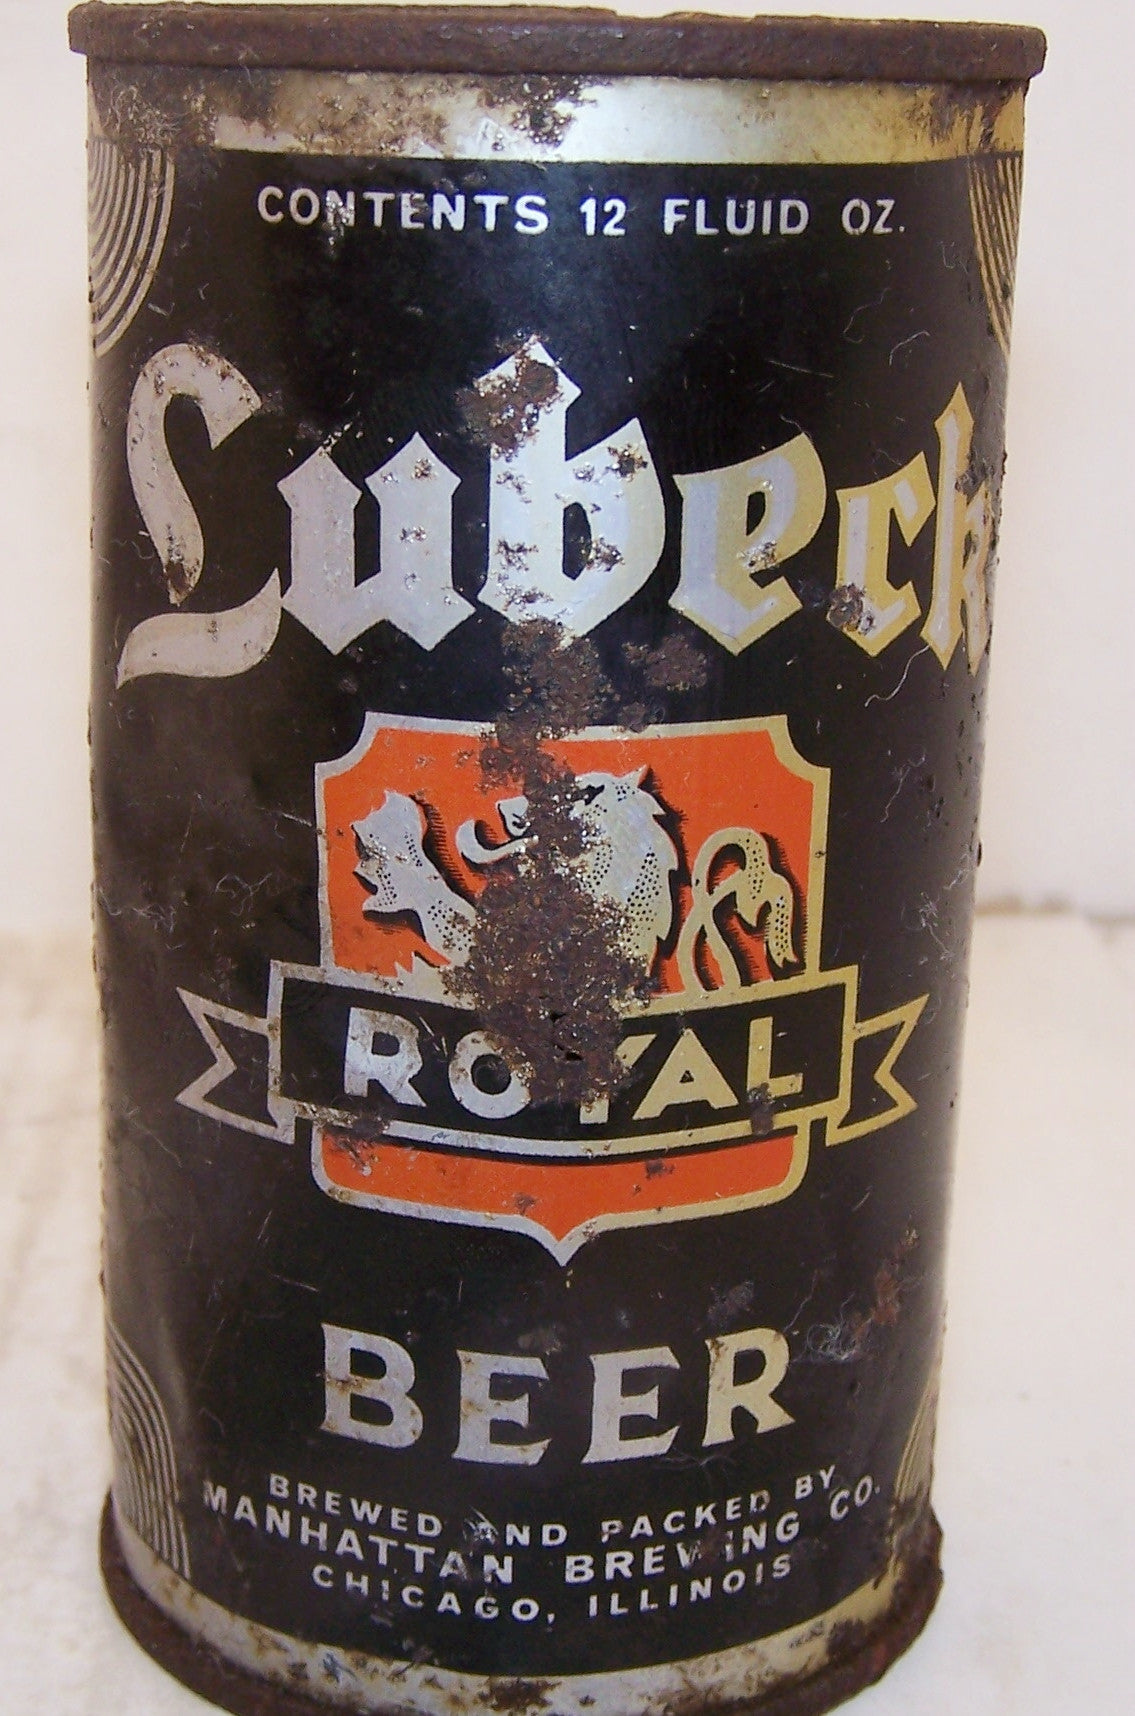 CONTENTS 12 FLUID OZ.
Lubeck
ROYAL
BEER
BREWED AND PACKED BY
MANHATTAN BREWING CO.
CHICAGO, ILLINOIS